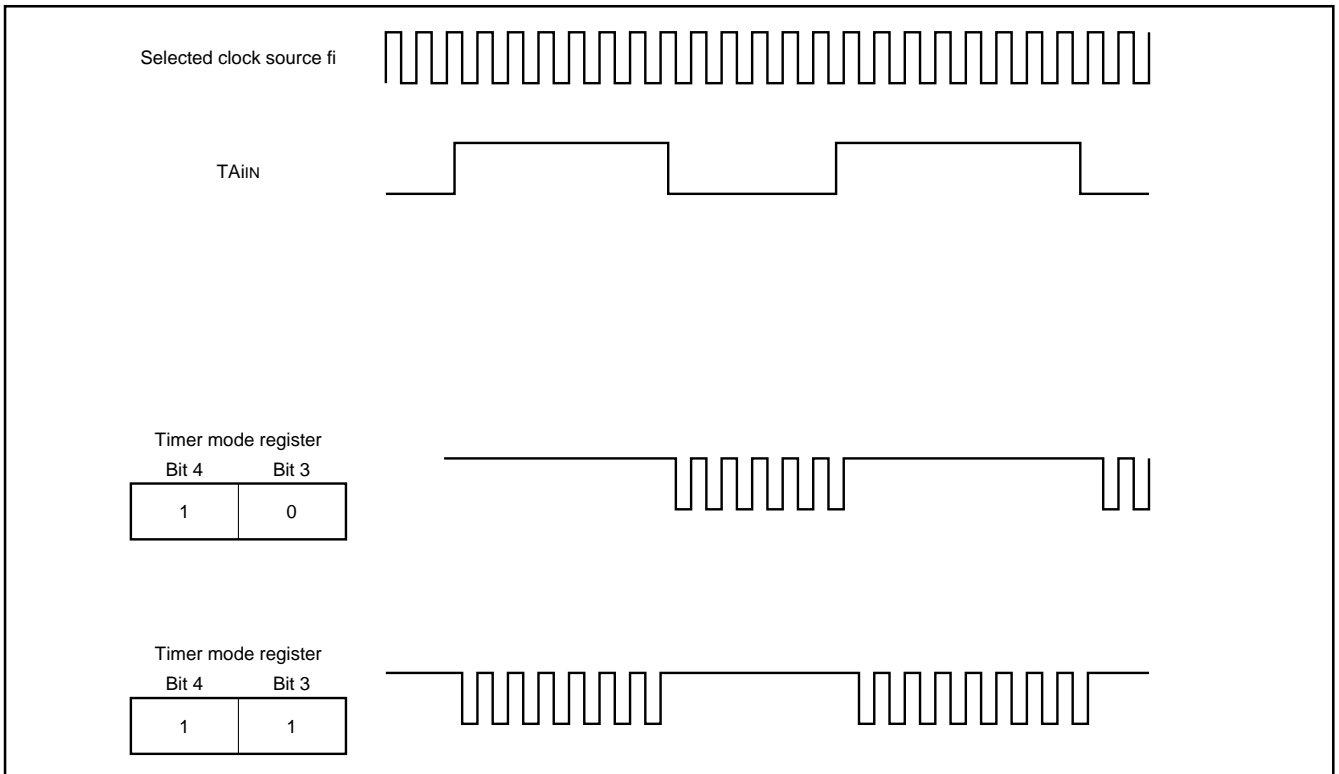 Selected clock source fi
TAiIN
Timer mode register
Bit 4 Bit 3
1 0
Timer mode register
Bit 4 Bit 3
1 1